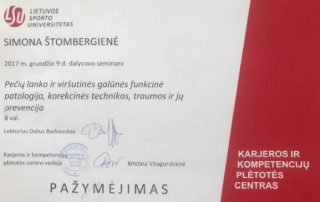 LSU
LIETUVOS
SPORTO
UNIVERSITETAS
SIMONA ŠTOMBERGIENĖ
2017 m. gruodžio 9 d. dalyvavo seminare
Pečių lanko ir viršutinės galūnės funkcinė
patologija, korekcinės technikos, traumos ir jų
prevencija
8 val.
Lektorius Dalius Barkauskas
Karjeros ir kompetencijų
plėtotės centro vedėja
Kristina Visagurskienė
PAŽYMĖJIMAS
KARJEROS IR
KOMPETENCIJŲ
PLĖTOTĖS
CENTRAS